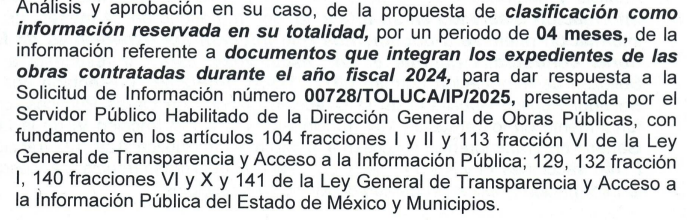 Análisis y aprobación en su caso, de la propuesta de clasificación como
información reservada en su totalidad, por un periodo de 04 meses, de la
información referente a documentos que integran los expedientes de las
obras contratadas durante el año fiscal 2024, para dar respuesta a la
Solicitud de Información número 00728/TOLUCA/IP/2025, presentada por el
Servidor Público Habilitado de la Dirección General de Obras Públicas, con
fundamento en los artículos 104 fracciones I y II y 113 fracción VI de la Ley
General de Transparencia y Acceso a la Información Pública; 129, 132 fracción
I, 140 fracciones VI y X y 141 de la Ley General de Transparencia y Acceso a
la Información Pública del Estado de México y Municipios.